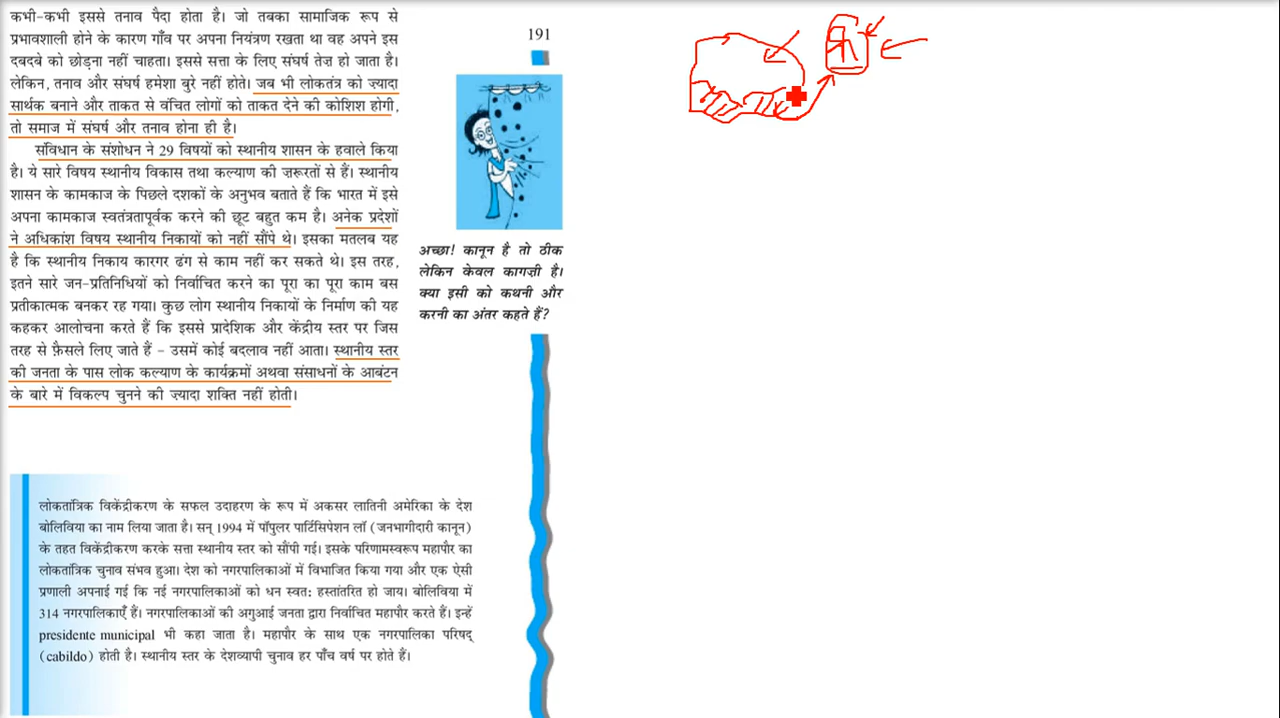 कभी-कभी इससे तनाव पैदा होता है। जो तबका सामाजिक रूप से
प्रभावशाली होने के कारण गाँव पर अपना नियंत्रण रखता था वह अपने इस
दबदबे को छोड़ना नहीं चाहता। इससे सत्ता के लिए संघर्ष तेज़ हो जाता है।
लेकिन, तनाव और संघर्ष हमेशा बुरे नहीं होते। जब भी लोकतंत्र को ज़्यादा
सार्थक बनाने और ताकत से वंचित लोगों को ताकत देने की कोशिश होगी,
तो समाज में संघर्ष और तनाव होना ही है।
संविधान के संशोधन ने 29 विषयों को स्थानीय शासन के हवाले किया
है। ये सारे विषय स्थानीय विकास तथा कल्याण की ज़रूरतों से हैं। स्थानीय
शासन के कामकाज के पिछले दशकों के अनुभव बताते हैं कि भारत में इसे
अपना कामकाज स्वतंत्रतापूर्वक करने की छूट बहुत कम है। अनेक प्रदेशों
ने अधिकांश विषय स्थानीय निकायों को नहीं सौंपे थे। इसका मतलब यह
है कि स्थानीय निकाय कारगर ढंग से काम नहीं कर सकते थे। इस तरह,
इतने सारे जन-प्रतिनिधियों को निर्वाचित करने का पूरा का पूरा काम बस
प्रतीकात्मक बनकर रह गया। कुछ लोग स्थानीय निकायों के निर्माण की यह
कहकर आलोचना करते हैं कि इससे प्रादेशिक और केंद्रीय स्तर पर जिस
तरह से फ़ैसले लिए जाते हैं - उसमें कोई बदलाव नहीं आता। स्थानीय स्तर
की जनता के पास लोक कल्याण के कार्यक्रमों अथवा संसाधनों के आबंटन
के बारे में विकल्प चुनने की ज्यादा शक्ति नहीं होती।
191
अच्छा! कानून है तो ठीक
लेकिन केवल कागज़ी है।
क्या इसी को कथनी और
करनी का अंतर कहते हैं?
लोकतांत्रिक विकेंद्रीकरण के सफल उदाहरण के रूप में अकसर लातिनी अमेरिका के देश
बोलिविया का नाम लिया जाता है। सन् 1994 में पॉपुलर पार्टिसिपेशन लॉ (जनभागीदारी कानून)
के तहत विकेंद्रीकरण करके सत्ता स्थानीय स्तर को सौंपी गई। इसके परिणामस्वरूप महापौर का
लोकतांत्रिक चुनाव संभव हुआ। देश को नगरपालिकाओं में विभाजित किया गया और एक ऐसी
प्रणाली अपनाई गई कि नई नगरपालिकाओं को धन स्वत: हस्तांतरित हो जाय। बोलिविया में
314 नगरपालिकाएँ हैं। नगरपालिकाओं की अगुआई जनता द्वारा निर्वाचित महापौर करते हैं। इन्हें
presidente municipal भी कहा जाता है। महापौर के साथ एक नगरपालिका परिषद्
(cabildo) होती है। स्थानीय स्तर के देशव्यापी चुनाव हर पाँच वर्ष पर होते हैं।